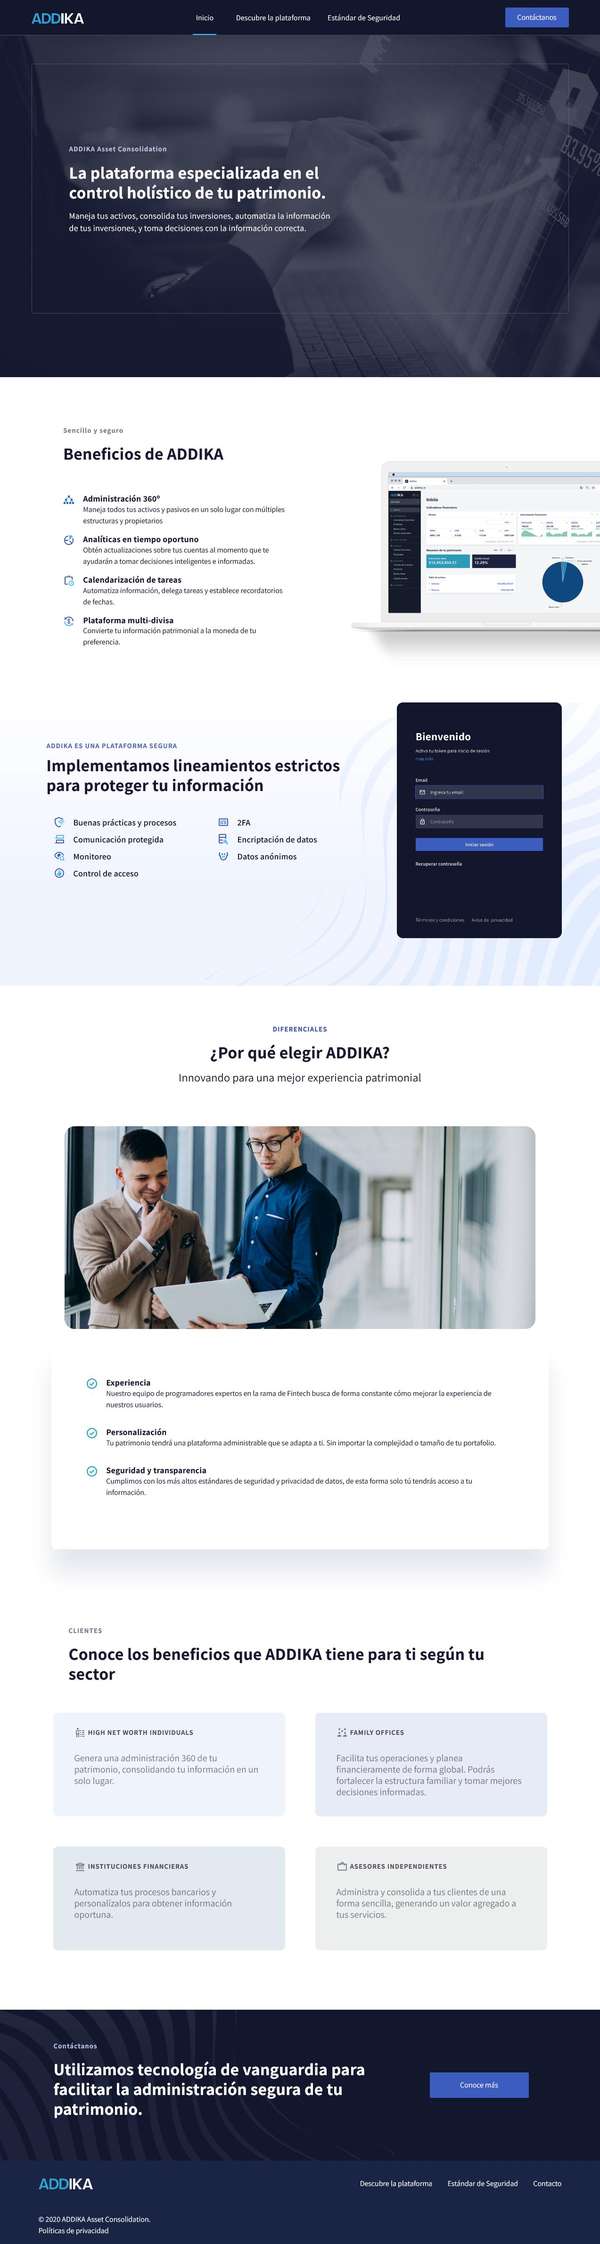 ADDIKA
Inicio
Descubre la plataforma
Estándar de Seguridad
Contáctanos
83.95%
ADDIKA Asset Consolidation
La plataforma especializada en el
control holístico de tu patrimonio.
Maneja tus activos, consolida tus inversiones, automatiza la información
de tus inversiones, y toma decisiones con la información correcta.
Sencillo y seguro
Beneficios de ADDIKA
Administración 360º
Maneja todos tus activos y pasivos en un solo lugar con múltiples
estructuras y propietarios
Analíticas en tiempo oportuno
Obtén actualizaciones sobre tus cuentas al momento que te
ayudarán a tomar decisiones inteligentes e informadas.
Calendarización de tareas
Automatiza información, delega tareas y establece recordatorios
de fechas.
Plataforma multi-divisa
Convierte tu información patrimonial a la moneda de tu
preferencia.
Inicio
12.29%
ADDIKA ES UNA PLATAFORMA SEGURA
Implementamos lineamientos estrictos
para proteger tu información
Buenas prácticas y procesos
Comunicación protegida
Monitoreo
Control de acceso
2FA
Encriptación de datos
Datos anónimos
Bienvenido
Activa tu token para inicio de sesión
Email
Ingresa tu email
Contraseña
Contraseña
Iniciar sesión
Recuperar contraseña
Términos y condiciones
Aviso de privacidad
DIFERENCIALES
¿Por qué elegir ADDIKA?
Innovando para una mejor experiencia patrimonial
Experiencia
Nuestro equipo de programadores expertos en la rama de Fintech busca de forma constante cómo mejorar la experiencia de
nuestros usuarios.
Personalización
Tu patrimonio tendrá una plataforma administrable que se adapta a ti. Sin importar la complejidad o tamaño de tu portafolio.
Seguridad y transparencia
Cumplimos con los más altos estándares de seguridad y privacidad de datos, de esta forma solo tú tendrás acceso a tu
información.
CLIENTES
Conoce los beneficios que ADDIKA tiene para ti según tu
sector
HIGH NET WORTH INDIVIDUALS
Genera una administración 360 de tu
patrimonio, consolidando tu información en un
solo lugar.
FAMILY OFFICES
Facilita tus operaciones y planea
financieramente de forma global. Podrás
fortalecer la estructura familiar y tomar mejores
decisiones informadas.
INSTITUCIONES FINANCIERAS
Automatiza tus procesos bancarios y
personalízalos para obtener información
oportuna.
ASESORES INDEPENDIENTES
Administra y consolida a tus clientes de una
forma sencilla, generando un valor agregado a
tus servicios.
Contáctanos
Utilizamos tecnología de vanguardia para
facilitar la administración segura de tu
patrimonio.
Conoce más
ADDIKA
Descubre la plataforma
Estándar de Seguridad
Contacto
© 2020 ADDIKA Asset Consolidation.
Políticas de privacidad